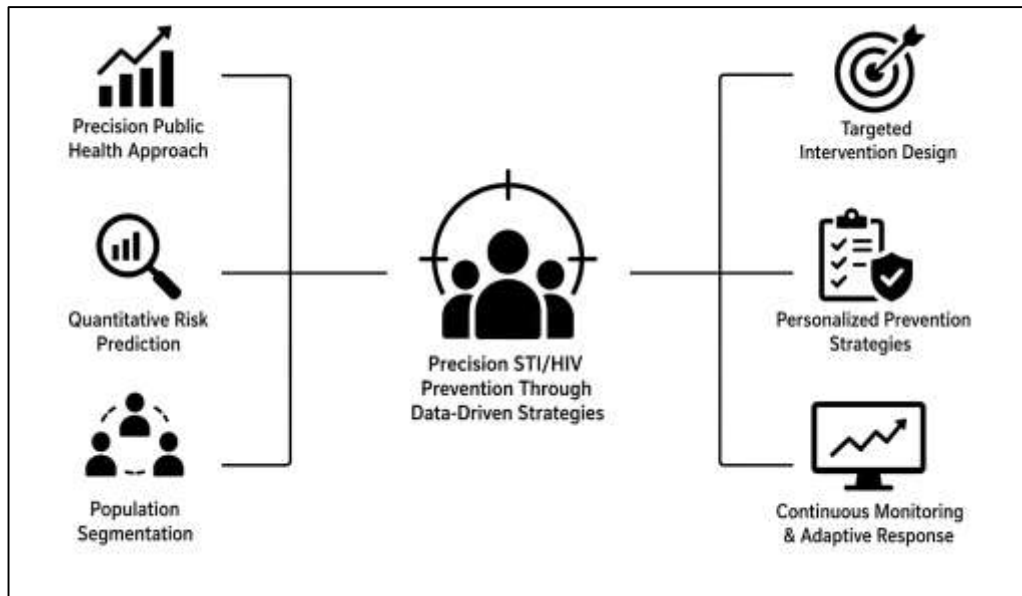 Precision Public
Health Approach
Quantitative Risk
Prediction
Population
Segmentation
Precision STI/HIV
Prevention Through
Data-Driven Strategies
Targeted
Intervention Design
Personalized Prevention
Strategies
Continuous Monitoring
& Adaptive Response